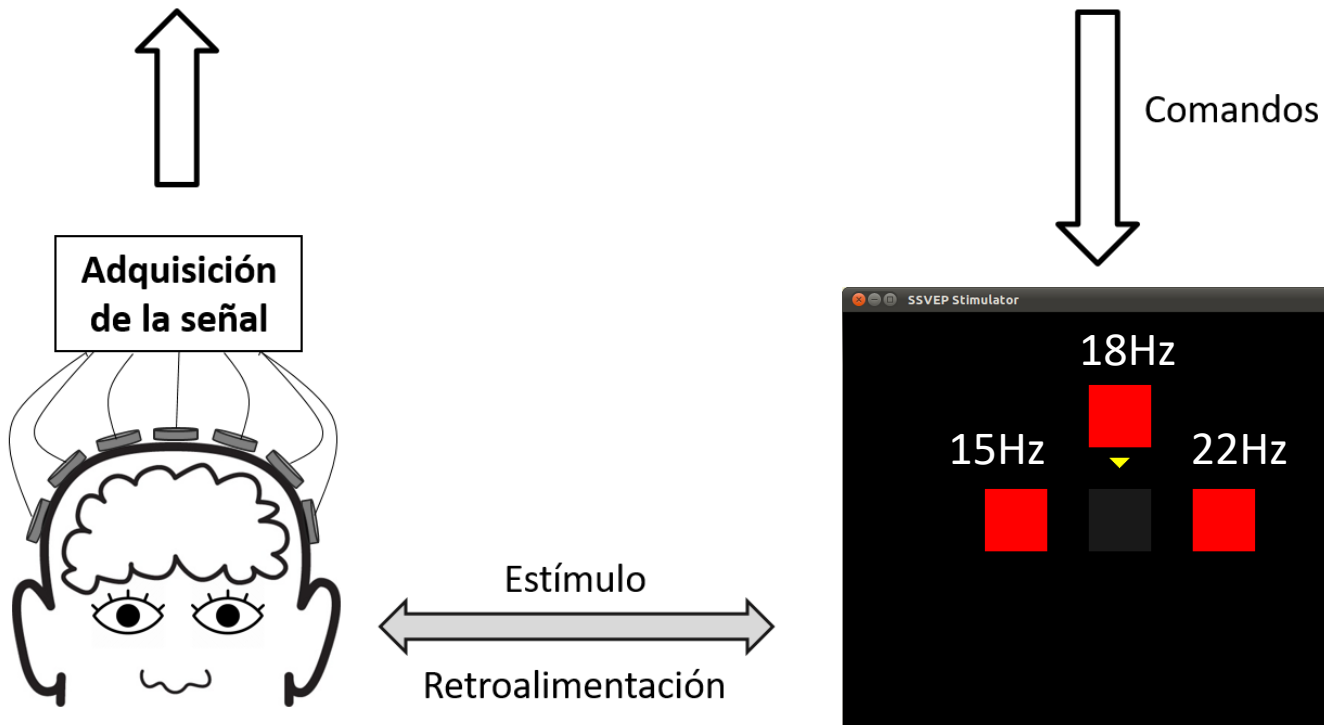 Comandos
Adquisición
de la señal
SSVEP Stimulator
18Hz
15Hz
22Hz
Estímulo
Retroalimentación